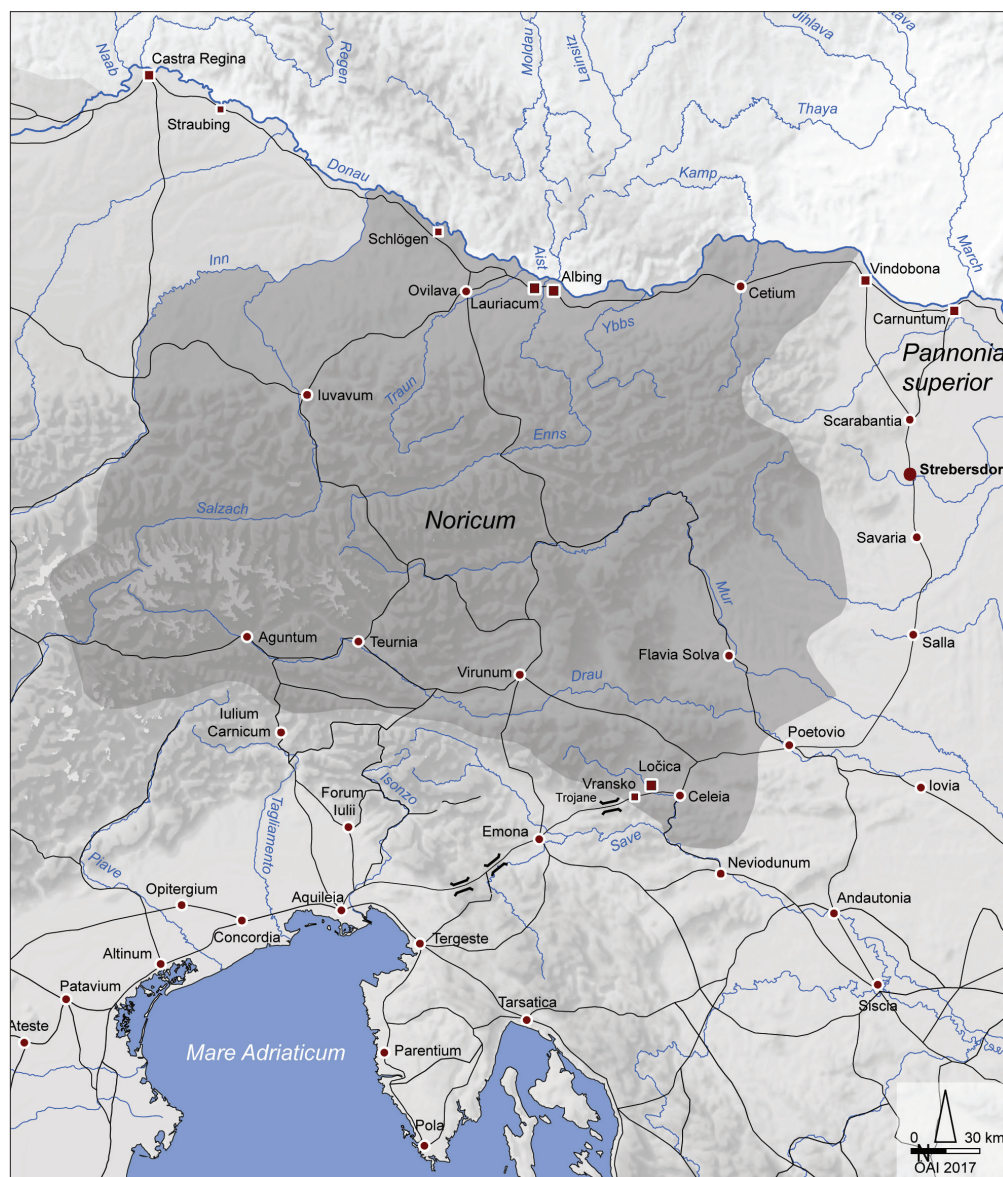 Naab
Regen
Moldau
Lainsitz
Jihlava
Castra Regina
Straubing
Thaya
Donau
Kamp
March
Schlögen
Inn
Aist
Albing
Vindobona
Ovilava
Lauriacum
Cetium
Carnuntum
Ybbs
Pannonia
superior
Iuvavum
Traun
Scarabantia
Enns
Strebersdorf
Salzach
Noricum
Savaria
Mur
Aguntum
Teurnia
Flavia Solva
Salla
Virunum
Drau
Iulium
Carnicum
Poetovio
Isonzo
Ločica
Vransko
Trojane
Celeia
Iovia
Forum
Iulii
Tagliamento
Emona
Save
Piave
Neviodunum
Opitergium
Aquileia
Andautonia
Concordia
Altinum
Tergeste
Patavium
Tarsatica
Siscia
Ateste
Mare Adriaticum
Parentium
Pola
0 30 km
N
ÖAI 2017